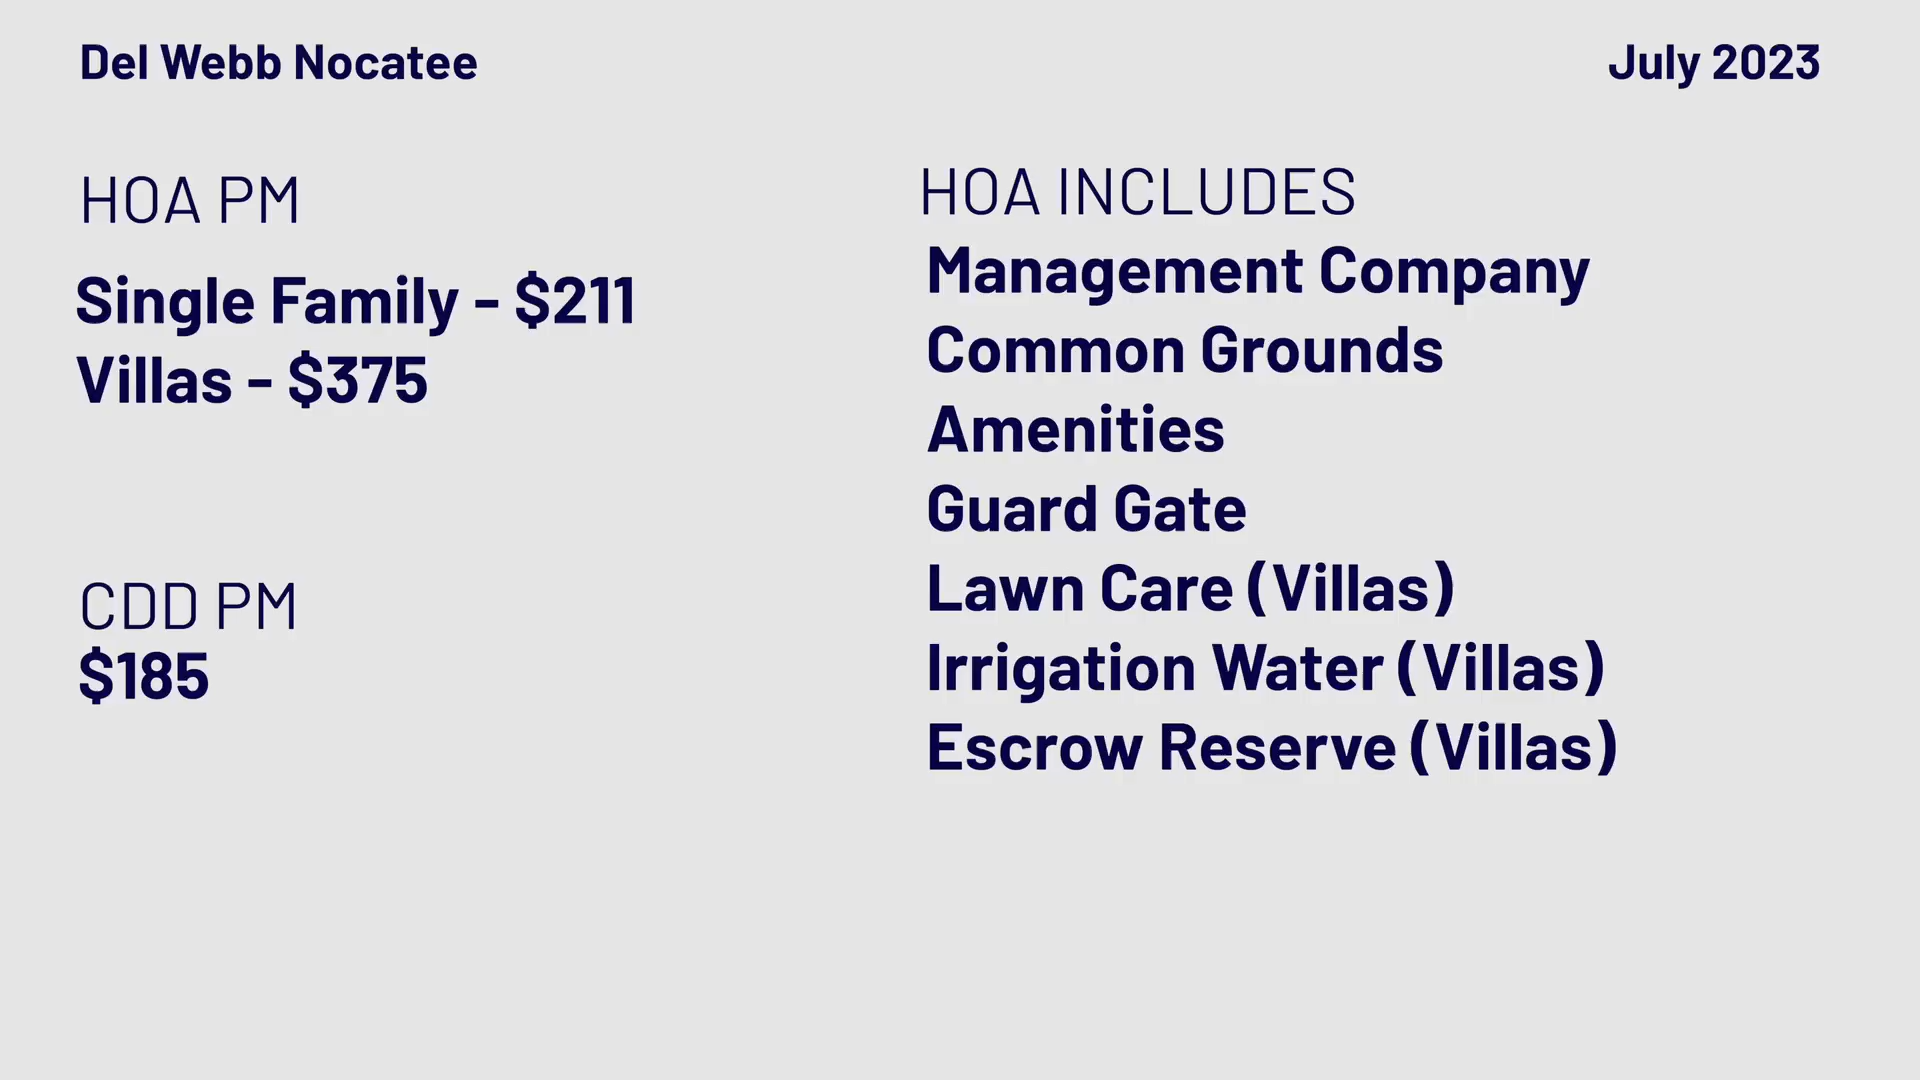 Del Webb Nocatee
July 2023
HOA PM
Single Family - $211
Villas - $375
CDD PM
$185
HOA INCLUDES
Management Company
Common Grounds
Amenities
Guard Gate
Lawn Care (Villas)
Irrigation Water (Villas)
Escrow Reserve (Villas)